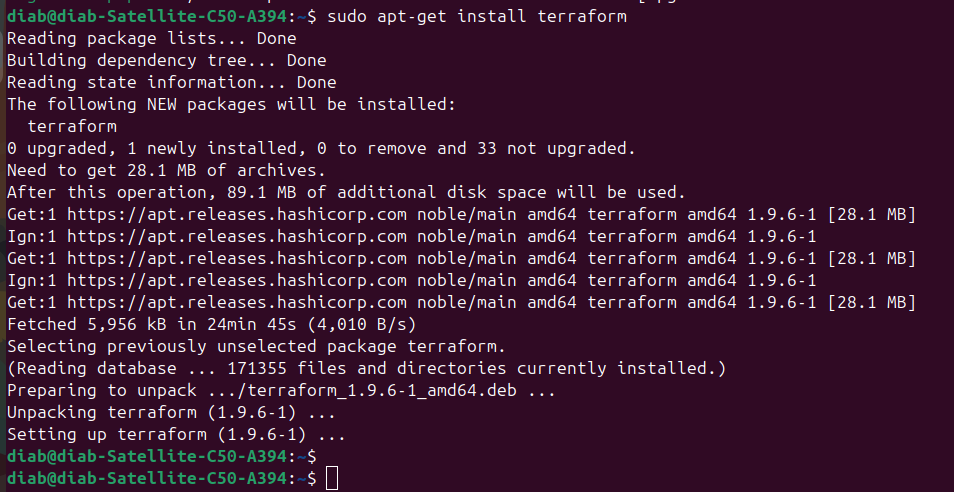 diab@diab-Satellite-C50-A394:~$ sudo apt-get install terraform
Reading package lists... Done
Building dependency tree... Done
Reading state information... Done
The following NEW packages will be installed:
  terraform
0 upgraded, 1 newly installed, 0 to remove and 33 not upgraded.
Need to get 28.1 MB of archives.
After this operation, 89.1 MB of additional disk space will be used.
Get:1 https://apt.releases.hashicorp.com noble/main amd64 terraform amd64 1.9.6-1 [28.1 MB]
Ign:1 https://apt.releases.hashicorp.com noble/main amd64 terraform amd64 1.9.6-1
Get:1 https://apt.releases.hashicorp.com noble/main amd64 terraform amd64 1.9.6-1 [28.1 MB]
Ign:1 https://apt.releases.hashicorp.com noble/main amd64 terraform amd64 1.9.6-1
Get:1 https://apt.releases.hashicorp.com noble/main amd64 terraform amd64 1.9.6-1 [28.1 MB]
Fetched 5,956 kB in 24min 45s (4,010 B/s)
Selecting previously unselected package terraform.
(Reading database ... 171355 files and directories currently installed.)
Preparing to unpack .../terraform_1.9.6-1_amd64.deb ...
Unpacking terraform (1.9.6-1) ...
Setting up terraform (1.9.6-1) ...
diab@diab-Satellite-C50-A394:~$
diab@diab-Satellite-C50-A394:~$